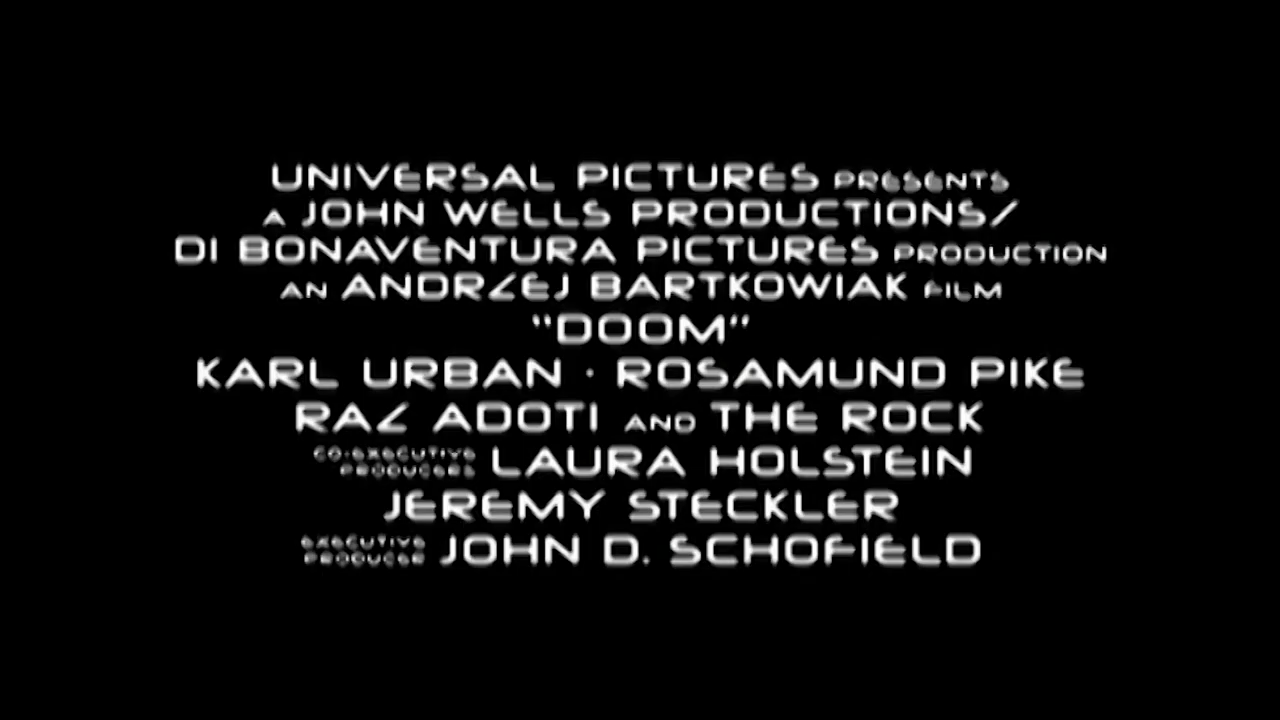 UNIVERSAL PICTURES PRESENTS
A JOHN WELLS PRODUCTIONS/
DI BONAVENTURA PICTURES PRODUCTION
AN ANDRZEJ BARTKOWIAK FILM
"DOOM"
KARL URBAN · ROSAMUND PIKE
RAZ ADOTI AND THE ROCK
CO-EXECUTIVE PRODUCERS LAURA HOLSTEIN
JEREMY STECKLER
EXECUTIVE PRODUCER JOHN D. SCHOFIELD